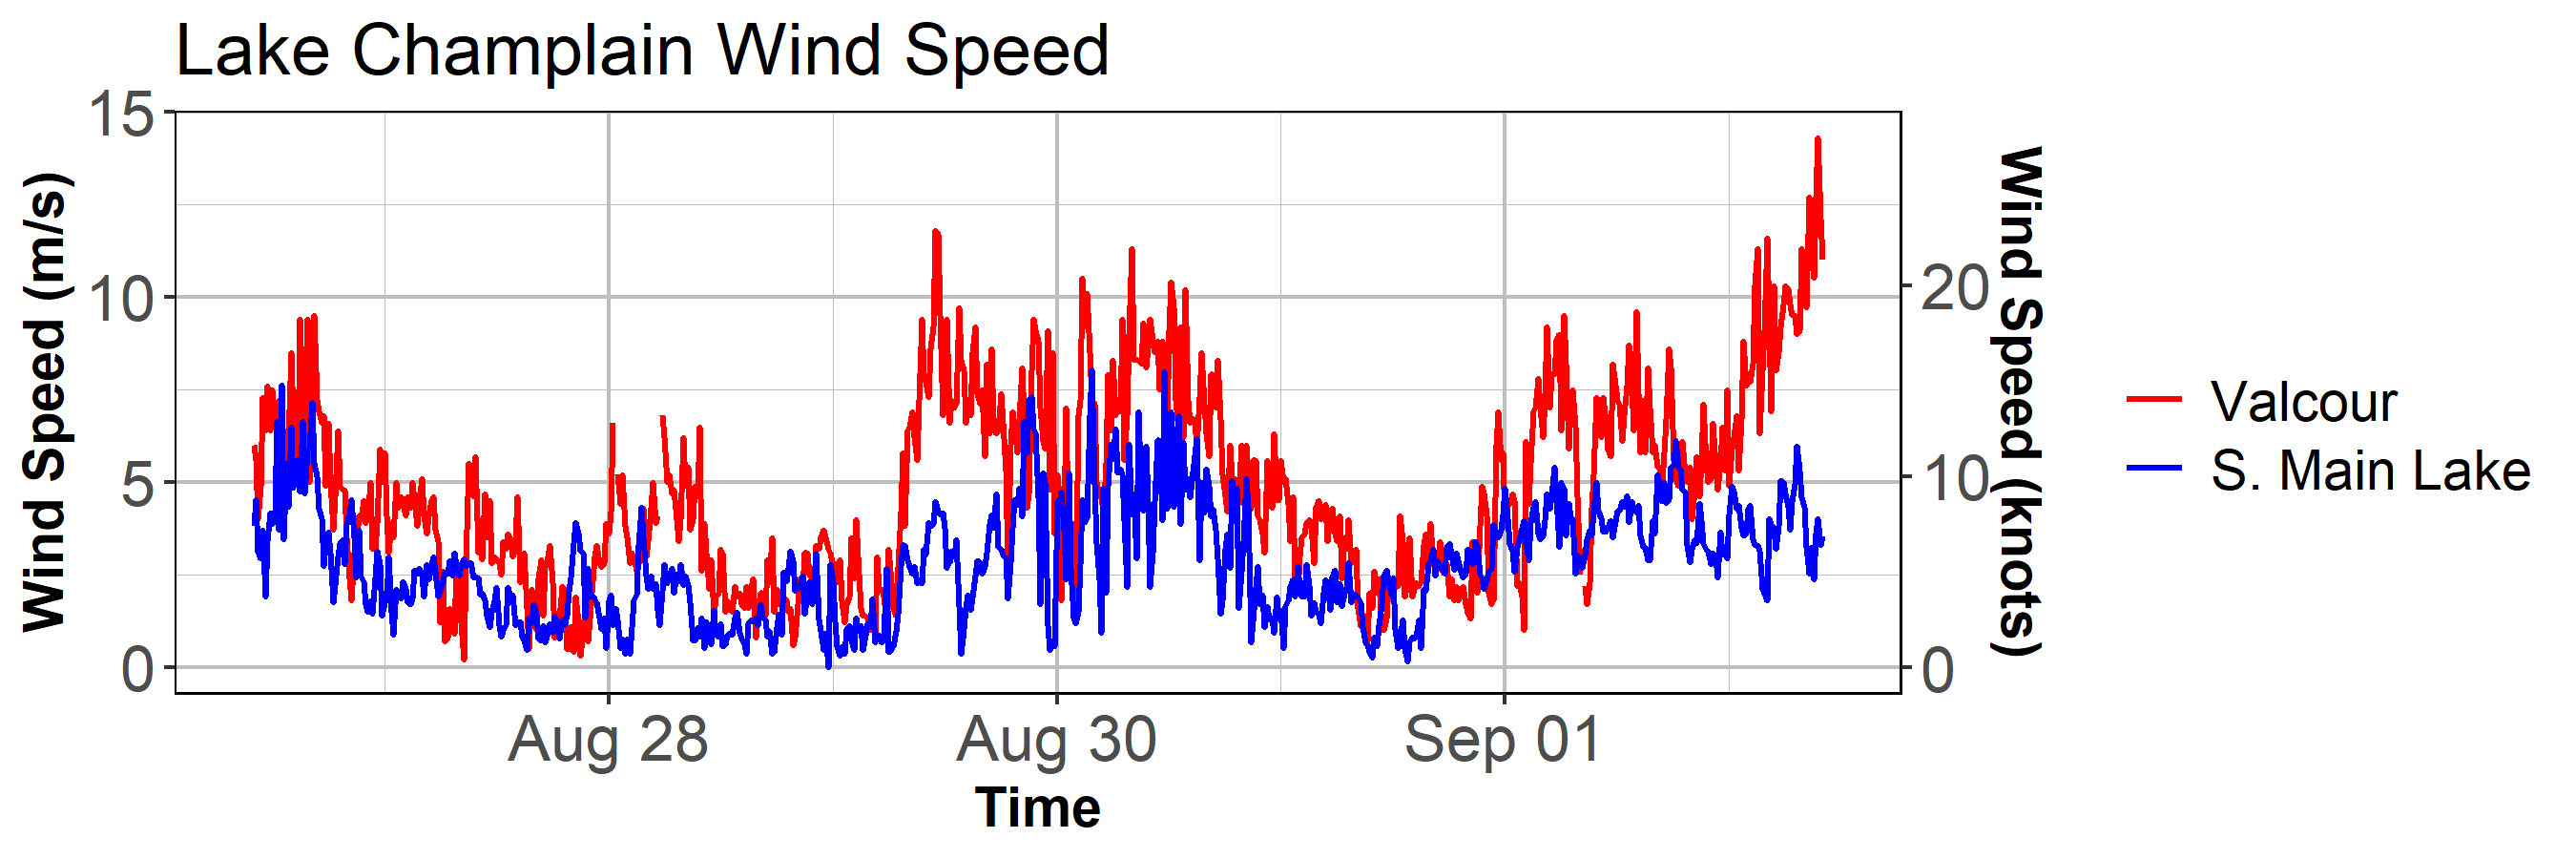 Lake Champlain Wind Speed
15
10
5
0
Wind Speed (m/s)
20
10
0
Wind Speed (knots)
Aug 28
Aug 30
Sep 01
Time
Valcour
S. Main Lake